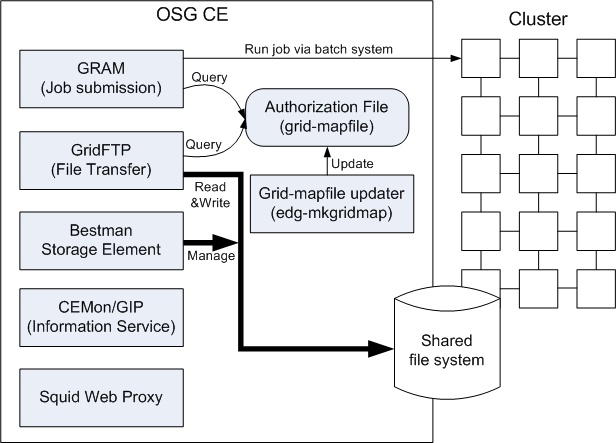 OSG CE
Cluster
GRAM
(Job submission)
Run job via batch system
Query
Authorization File
(grid-mapfile)
GridFTP
(File Transfer)
Query
Update
Read
&Write
Grid-mapfile updater
(edg-mkgridmap)
Bestman
Storage Element
Manage
CEMon/GIP
(Information Service)
Shared
file system
Squid Web Proxy